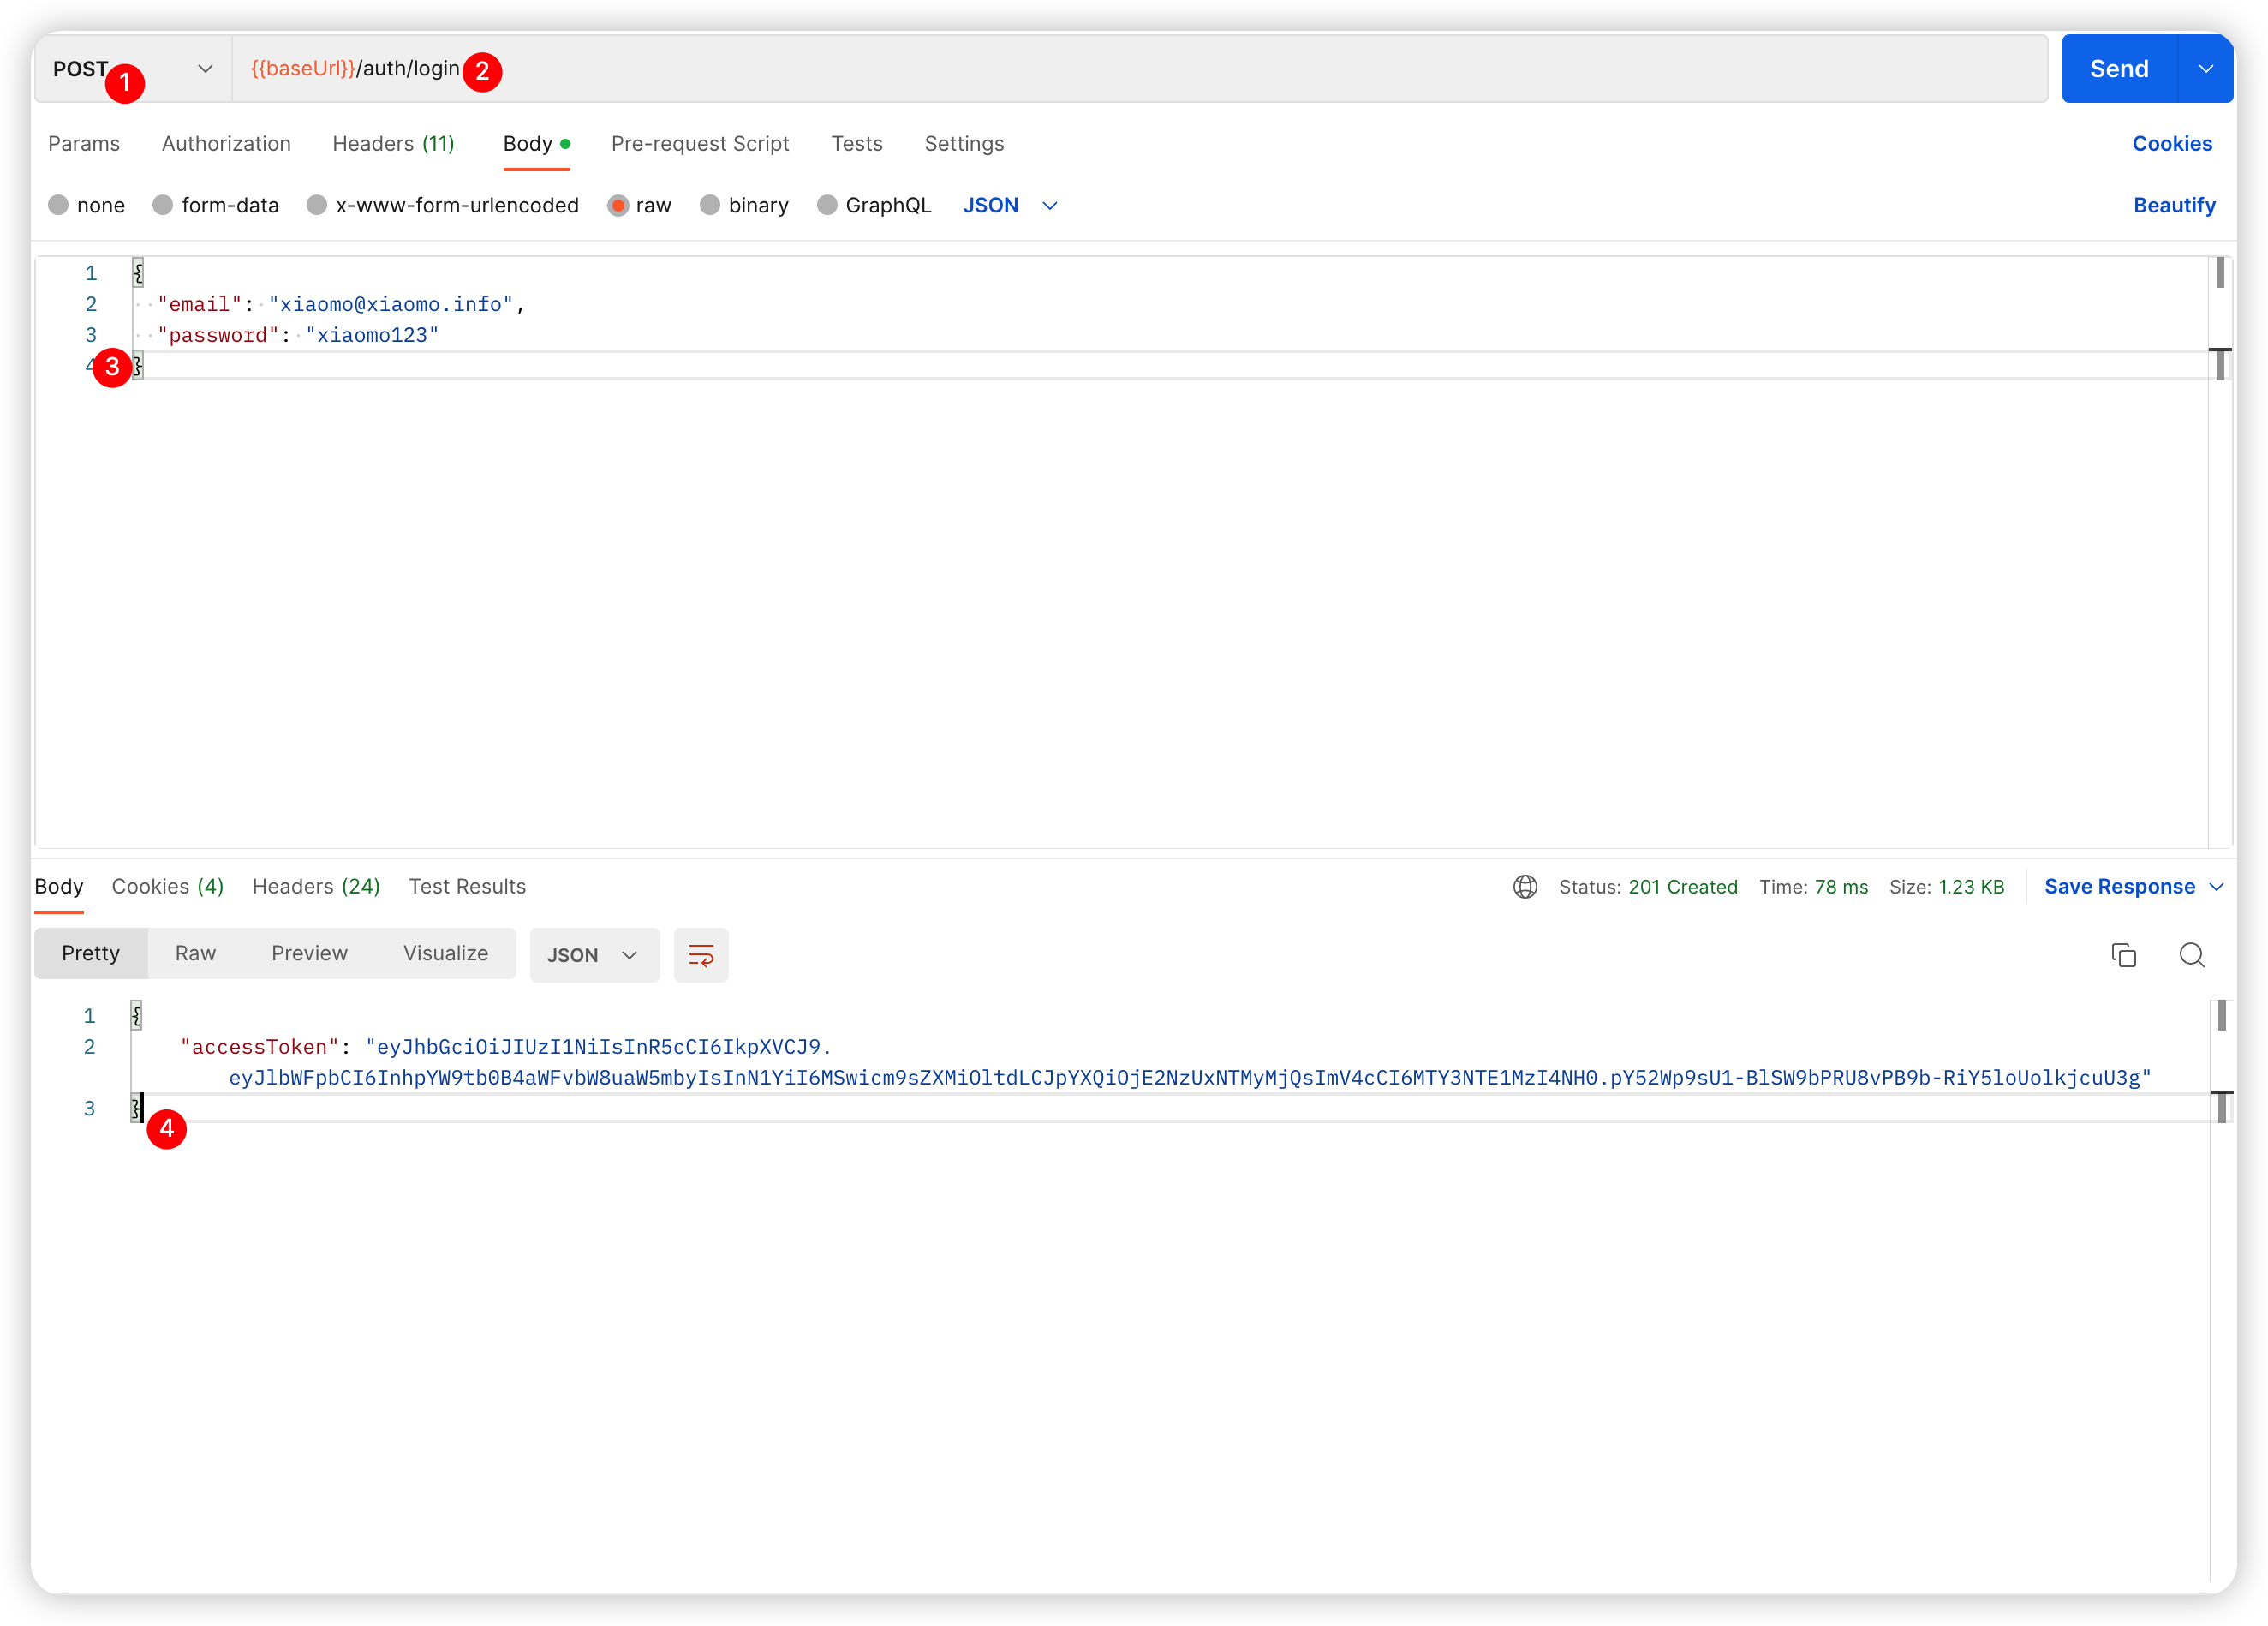 POST 1 {{baseUrl}}/auth/login 2 Send
Params Authorization Headers (11) Body Pre-request Script Tests Settings Cookies
none form-data x-www-form-urlencoded raw binary GraphQL JSON Beautify
1 {
2 "email": "xiaomo@xiaomo.info",
3 "password": "xiaomo123"
4 3 }
Body Cookies (4) Headers (24) Test Results Status: 201 Created Time: 78 ms Size: 1.23 KB Save Response
Pretty Raw Preview Visualize JSON
1 {
2 "accessToken": "eyJhbGciOiJIUzI1NiIsInR5cCI6IkpXVCJ9.
eyJlbWFpbCI6InhpYW9tb0B4aWFvbW8uaW5mbyIsInN1YiI6MSwicm9sZXMiOltdLCJpYXQiOjE2NzUxNTMyMjQsImV4cCI6MTY3NTE1MzI4NH0.pY52Wp9sU1-BlSW9bPRU8vPB9b-RiY5loUolkjcuU3g"
3 }
4